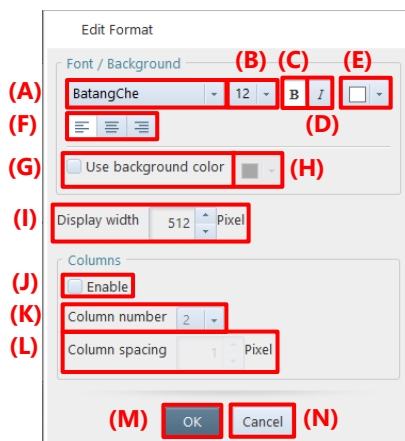 Edit Format
Font / Background
(B) (C) (E)
(A) BatangChe 12 B I
(F) (D)
(G) Use background color (H)
(I) Display width 512 Pixel
Columns
(J) Enable
(K) Column number 2
(L) Column spacing 1 Pixel
(M) OK Cancel (N)